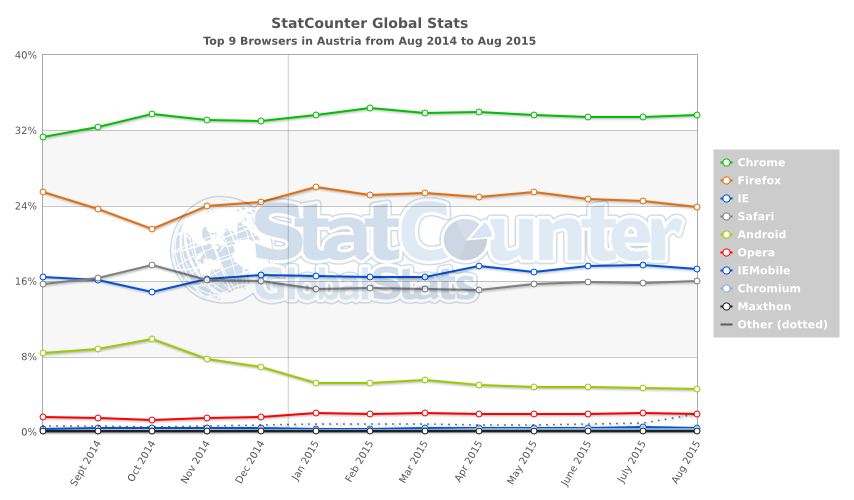 StatCounter Global Stats
Top 9 Browsers in Austria from Aug 2014 to Aug 2015
40%
32%
24%
16%
8%
0%
StatCounter
GlobalStats
Sept 2014
Oct 2014
Nov 2014
Dec 2014
Jan 2015
Feb 2015
Mar 2015
Apr 2015
May 2015
June 2015
July 2015
Aug 2015
Chrome
Firefox
IE
Safari
Android
Opera
IEMobile
Chromium
Maxthon
Other (dotted)